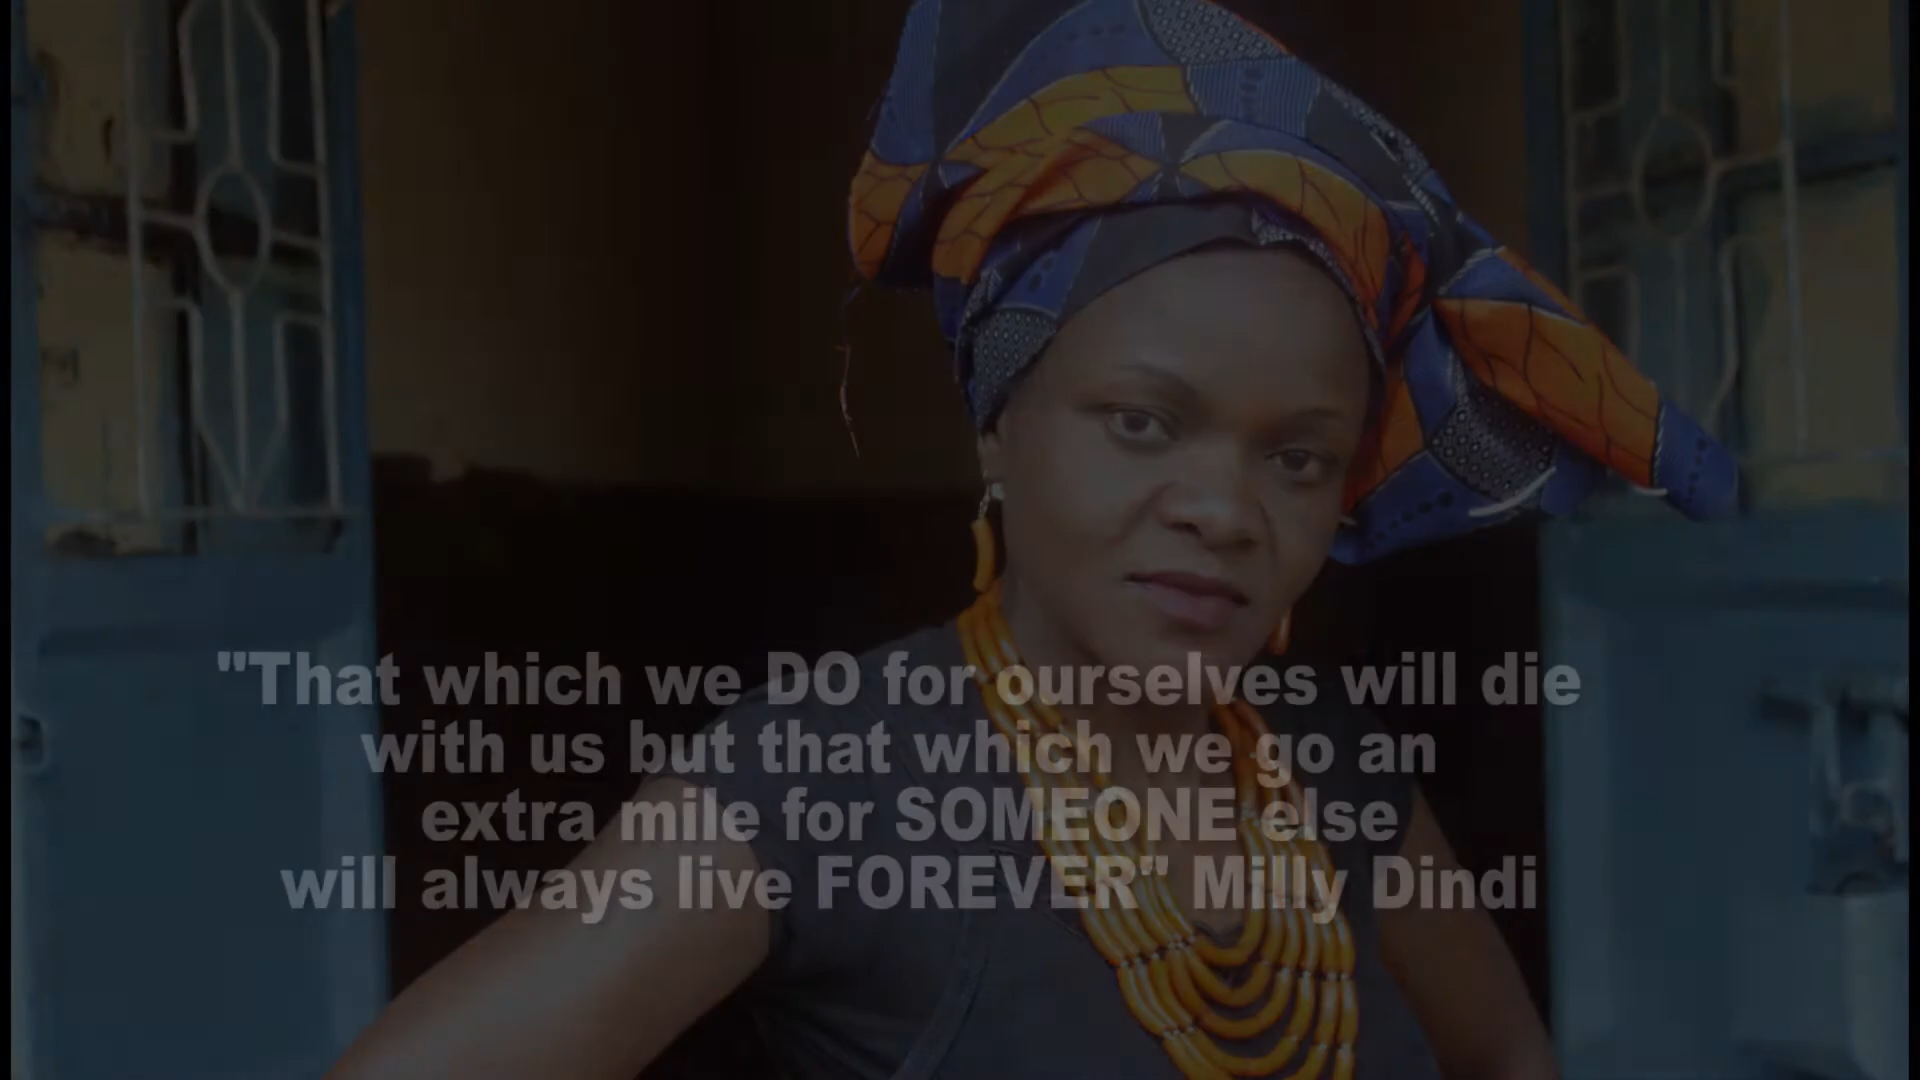 "That which we DO for ourselves will die
with us but that which we go an
extra mile for SOMEONE else
will always live FOREVER" Milly Dindi